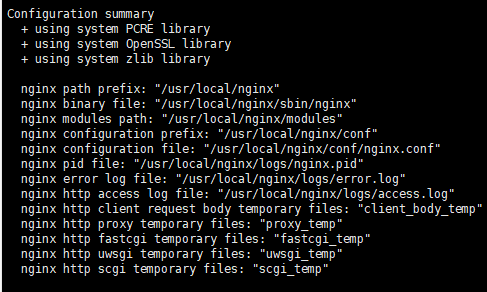 Configuration summary
+ using system PCRE library
+ using system OpenSSL library
+ using system zlib library
nginx path prefix: "/usr/local/nginx"
nginx binary file: "/usr/local/nginx/sbin/nginx"
nginx modules path: "/usr/local/nginx/modules"
nginx configuration prefix: "/usr/local/nginx/conf"
nginx configuration file: "/usr/local/nginx/conf/nginx.conf"
nginx pid file: "/usr/local/nginx/logs/nginx.pid"
nginx error log file: "/usr/local/nginx/logs/error.log"
nginx http access log file: "/usr/local/nginx/logs/access.log"
nginx http client request body temporary files: "client_body_temp"
nginx http proxy temporary files: "proxy_temp"
nginx http fastcgi temporary files: "fastcgi_temp"
nginx http uwsgi temporary files: "uwsgi_temp"
nginx http scgi temporary files: "scgi_temp"